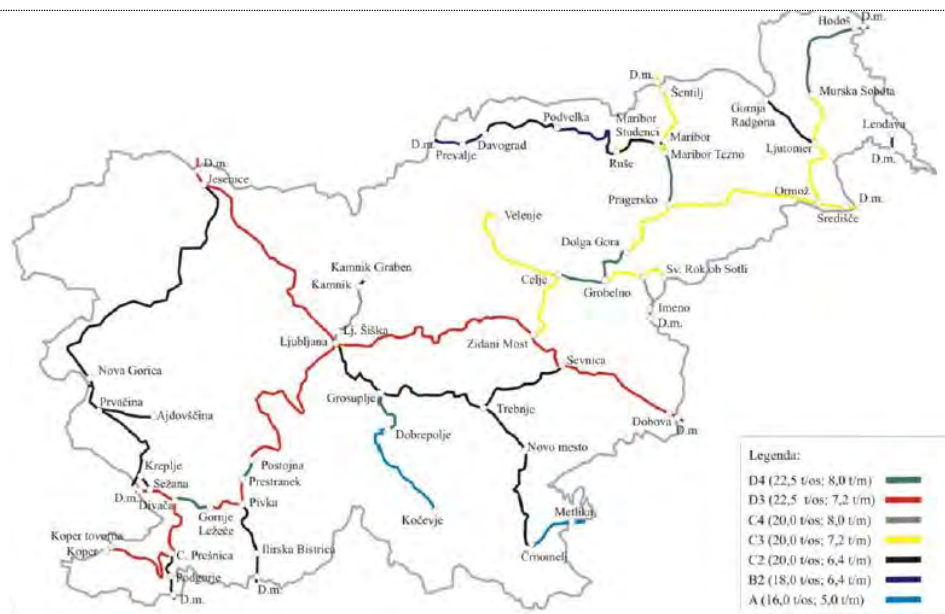 Hodoš
D.m.
D.m.
Šentilj
Murska Sobota
Gornja
Radgona
Podvelka
Maribor
Studenci
Maribor
Lendava
D.m.
Prevalje
Davograd
Ruše
Maribor Tezno
Ljutomer
D.m.
D.m.
Jesenice
Pragersko
Ormož
D.m.
Središče
Velenje
Dolga Gora
Kamnik Graben
Kamnik
Celje
Sv. Rok ob Sotli
Grobelno
Imeno
D.m.
Lj. Šiška
Ljubljana
Zidani Most
Sevnica
Nova Gorica
Prvačina
Ajdovščina
Grosuplje
Trebnje
Dobova
D.m
Dobrepolje
Novo mesto
Kreplje
Sežana
D.m.
Divača
Postojna
Prestranek
Pivka
Gornje
Ležeče
Kočevje
Metlika
Koper tovorna
Koper
C. Prešnica
Ilirska Bistrica
Črnomelj
Podgorje
D.m.
D.m.
Legenda:
D4 (22,5 t/os; 8,0 t/m)
D3 (22,5 t/os; 7,2 t/m)
C4 (20,0 t/os; 8,0 t/m)
C3 (20,0 t/os; 7,2 t/m)
C2 (20,0 t/os; 6,4 t/m)
B2 (18,0 t/os; 6,4 t/m)
A (16,0 t/os; 5,0 t/m)